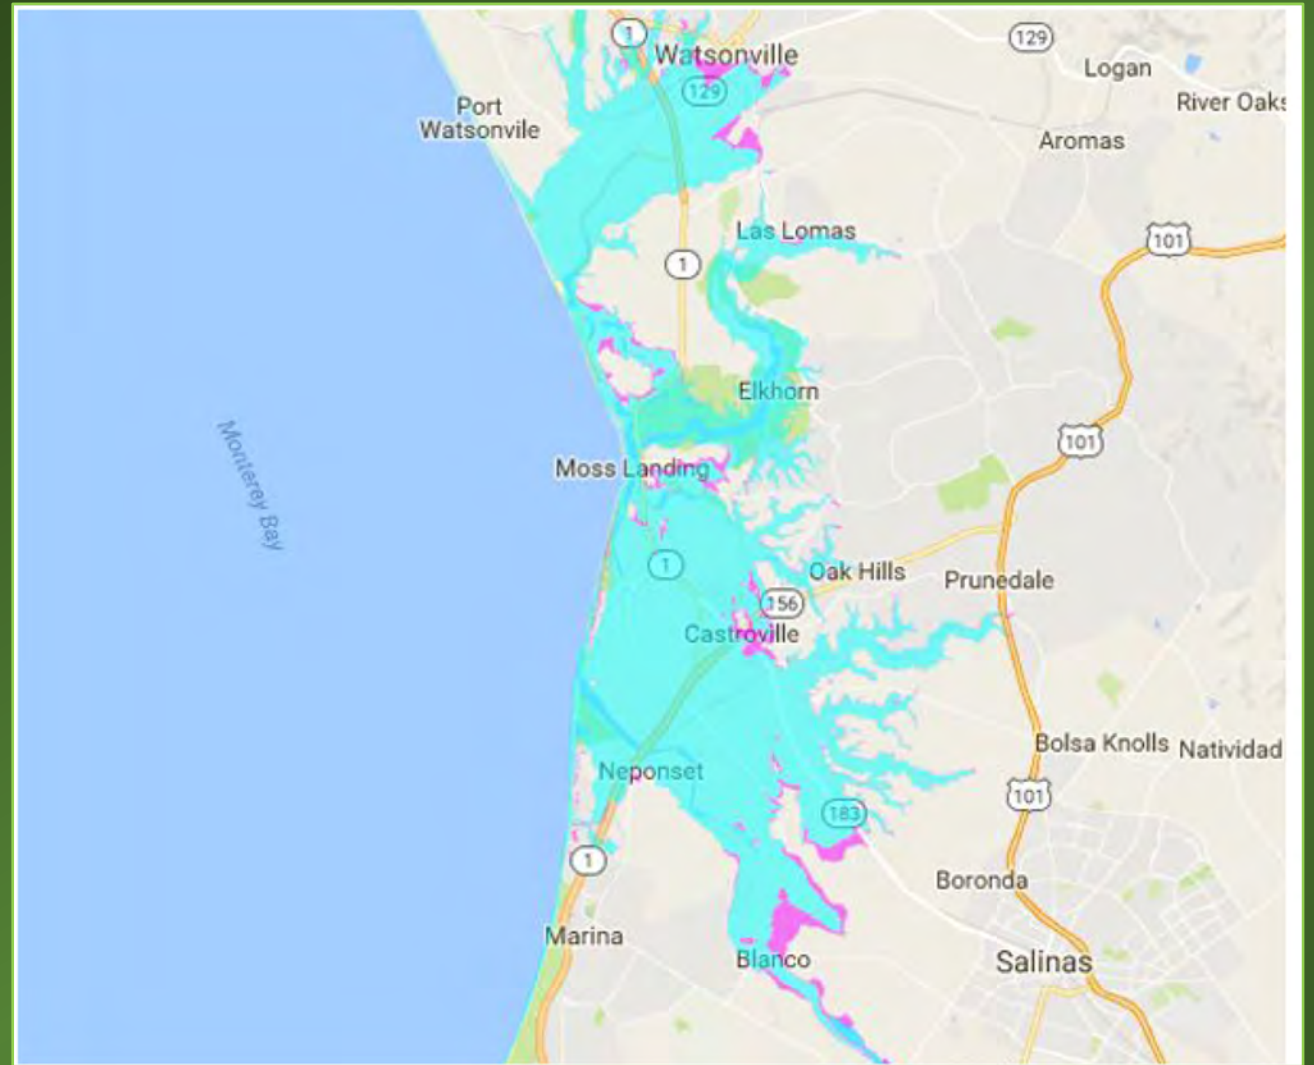 1
Watsonville
129
129
Logan
River Oaks
Port
Watsonvile
Aromas
Las Lomas
101
1
Elkhorn
101
Monterey Bay
Moss Landing
1
Oak Hills
Prunedale
156
Castroville
Bolsa Knolls
Natividad
Neponset
101
183
1
Boronda
Marina
Blanco
Salinas